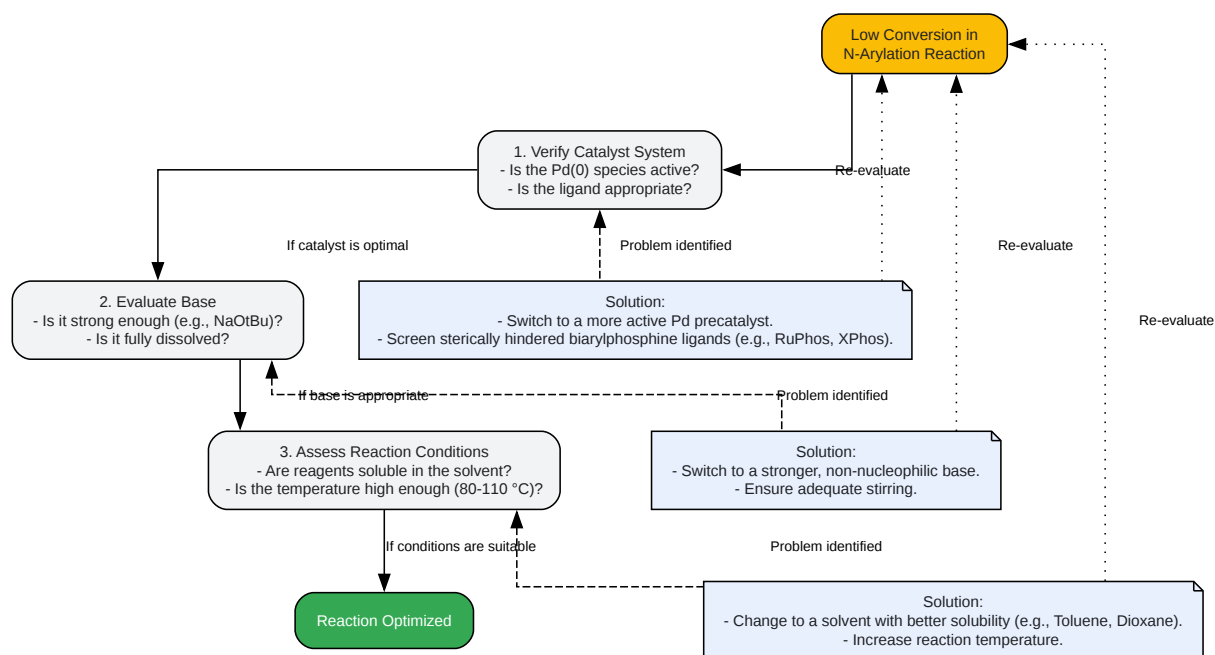 Low Conversion in
N-Arylation Reaction
1. Verify Catalyst System
- Is the Pd(0) species active?
- Is the ligand appropriate?
Re-evaluate
If catalyst is optimal
Problem identified
Re-evaluate
2. Evaluate Base
- Is it strong enough (e.g., NaOtBu)?
- Is it fully dissolved?
Solution:
- Switch to a more active Pd precatalyst.
- Screen sterically hindered biarylphosphine ligands (e.g., RuPhos, XPhos).
Re-evaluate
If base is appropriate
Problem identified
3. Assess Reaction Conditions
- Are reagents soluble in the solvent?
- Is the temperature high enough (80-110 °C)?
Solution:
- Switch to a stronger, non-nucleophilic base.
- Ensure adequate stirring.
If conditions are suitable
Problem identified
Reaction Optimized
Solution:
- Change to a solvent with better solubility (e.g., Toluene, Dioxane).
- Increase reaction temperature.